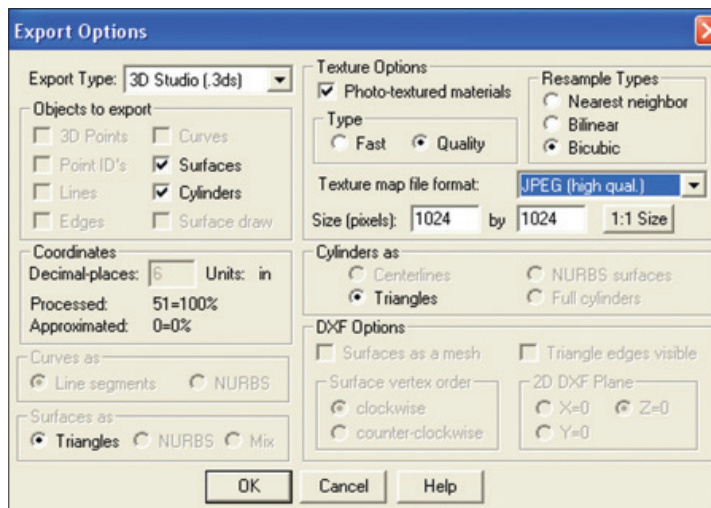 Export Options
Export Type: 3D Studio (.3ds)
Objects to export
3D Points Curves
Point ID's Surfaces
Lines Cylinders
Edges Surface draw
Coordinates
Decimal-places: 6 Units: in
Processed: 51=100%
Approximated: 0=0%
Curves as
Line segments NURBS
Surfaces as
Triangles NURBS Mix
Texture Options
Photo-textured materials
Type
Fast Quality
Resample Types
Nearest neighbor
Bilinear
Bicubic
Texture map file format: JPEG (high qual.)
Size (pixels): 1024 by 1024 1:1 Size
Cylinders as
Centerlines NURBS surfaces
Triangles Full cylinders
DXF Options
Surfaces as a mesh Triangle edges visible
Surface vertex order
clockwise
counter-clockwise
2D DXF Plane
X=0 Z=0
Y=0
OK Cancel Help